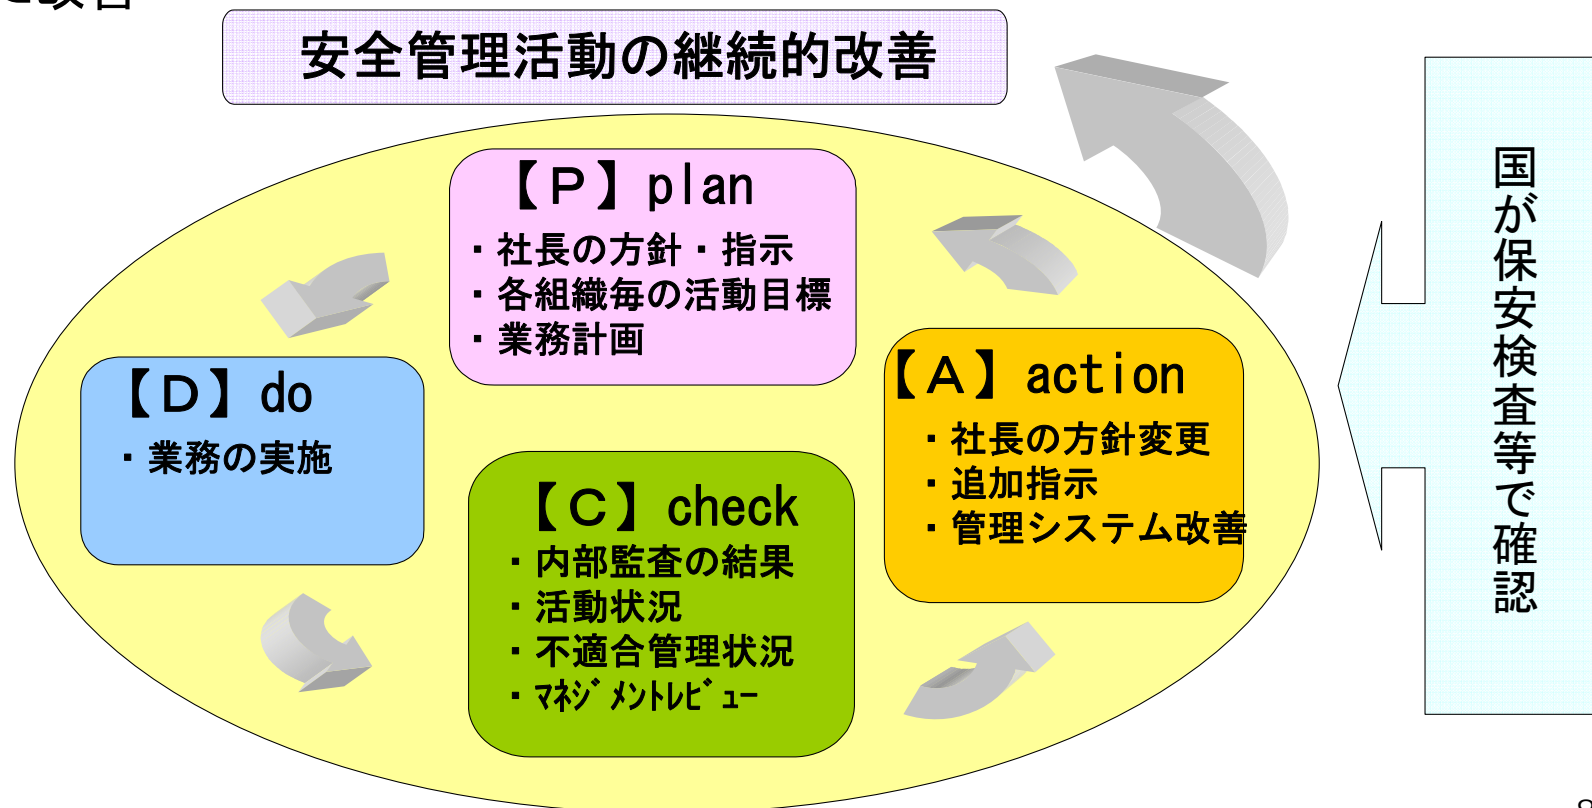 改善
安全管理活動の継続的改善
【Ｐ】plan
・社長の方針・指示
・各組織毎の活動目標
・業務計画
【Ｄ】do
・業務の実施
【Ｃ】check
・内部監査の結果
・活動状況
・不適合管理状況
・ﾏﾈｼﾞﾒﾝﾄﾚﾋﾞｭｰ
【Ａ】action
・社長の方針変更
・追加指示
・管理システム改善
国が保安検査等で確認